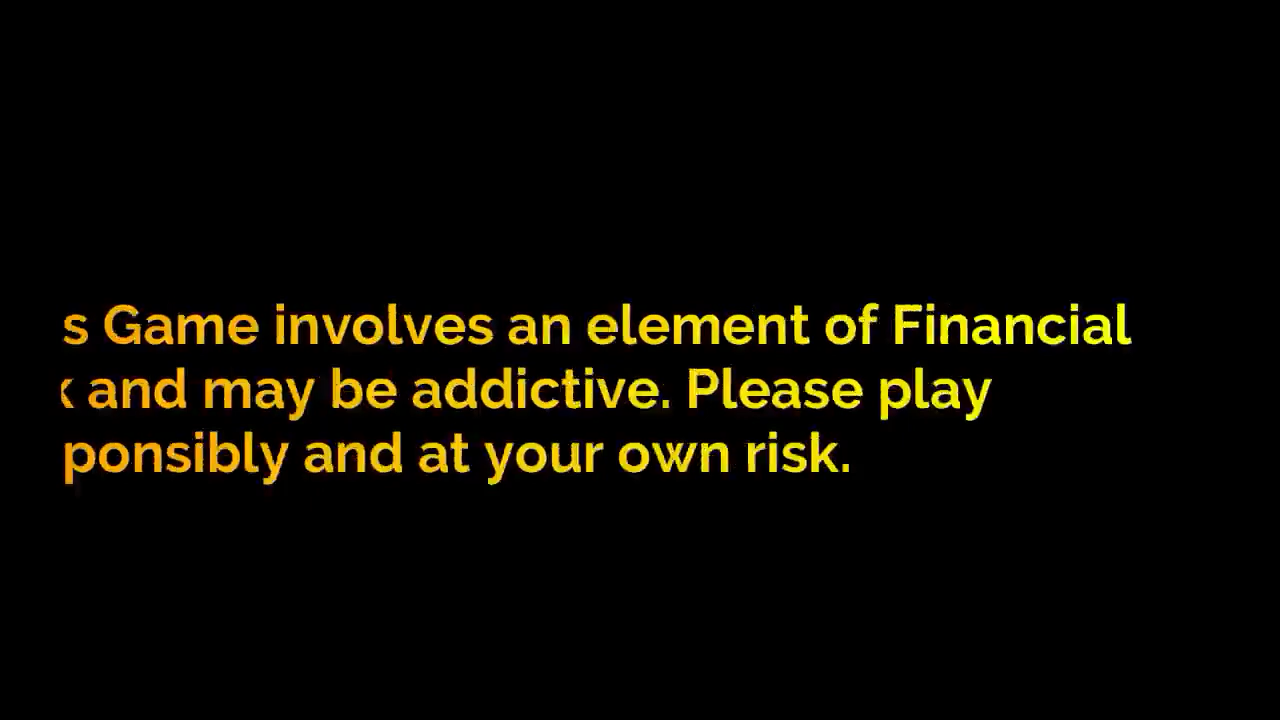 s Game involves an element of Financial
k and may be addictive. Please play
ponsibly and at your own risk.